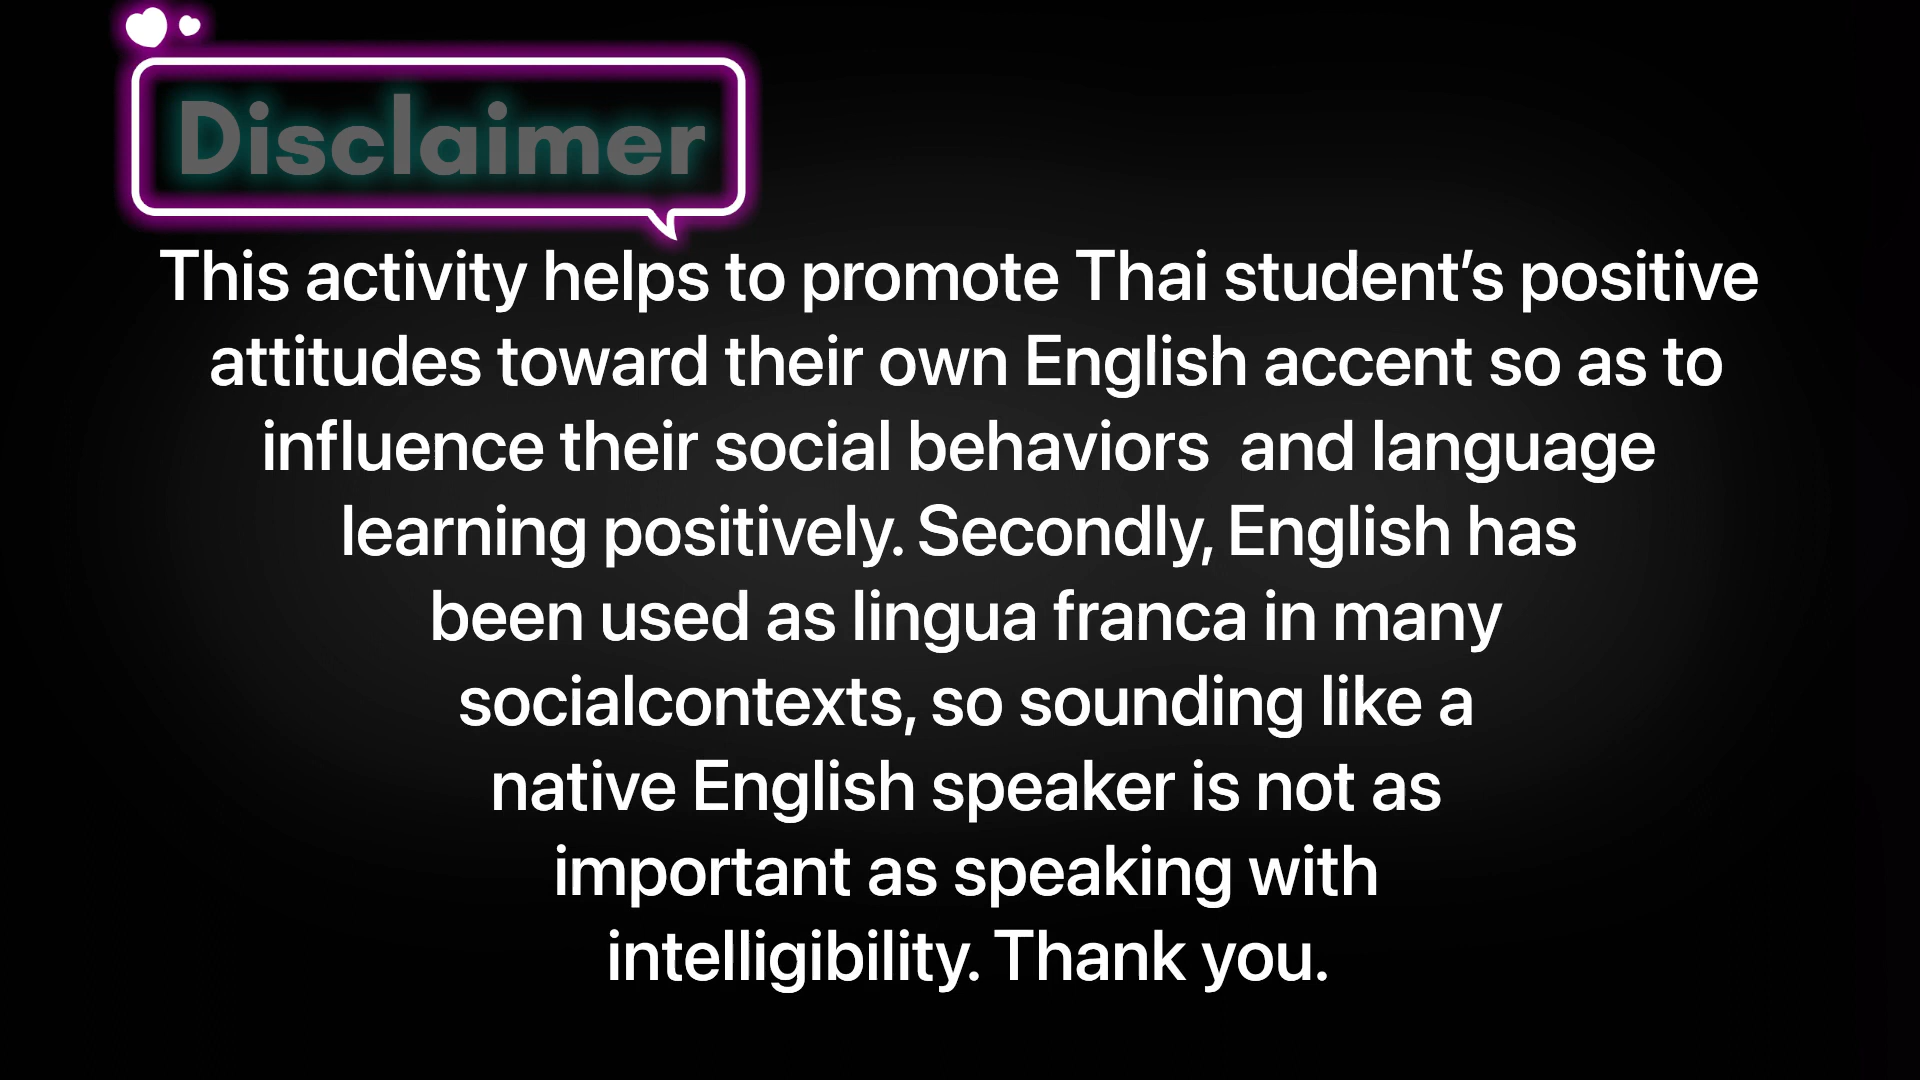 Disclaimer
This activity helps to promote Thai student’s positive
attitudes toward their own English accent so as to
influence their social behaviors  and language
learning positively. Secondly, English has
been used as lingua franca in many
socialcontexts, so sounding like a
native English speaker is not as
important as speaking with
intelligibility. Thank you.